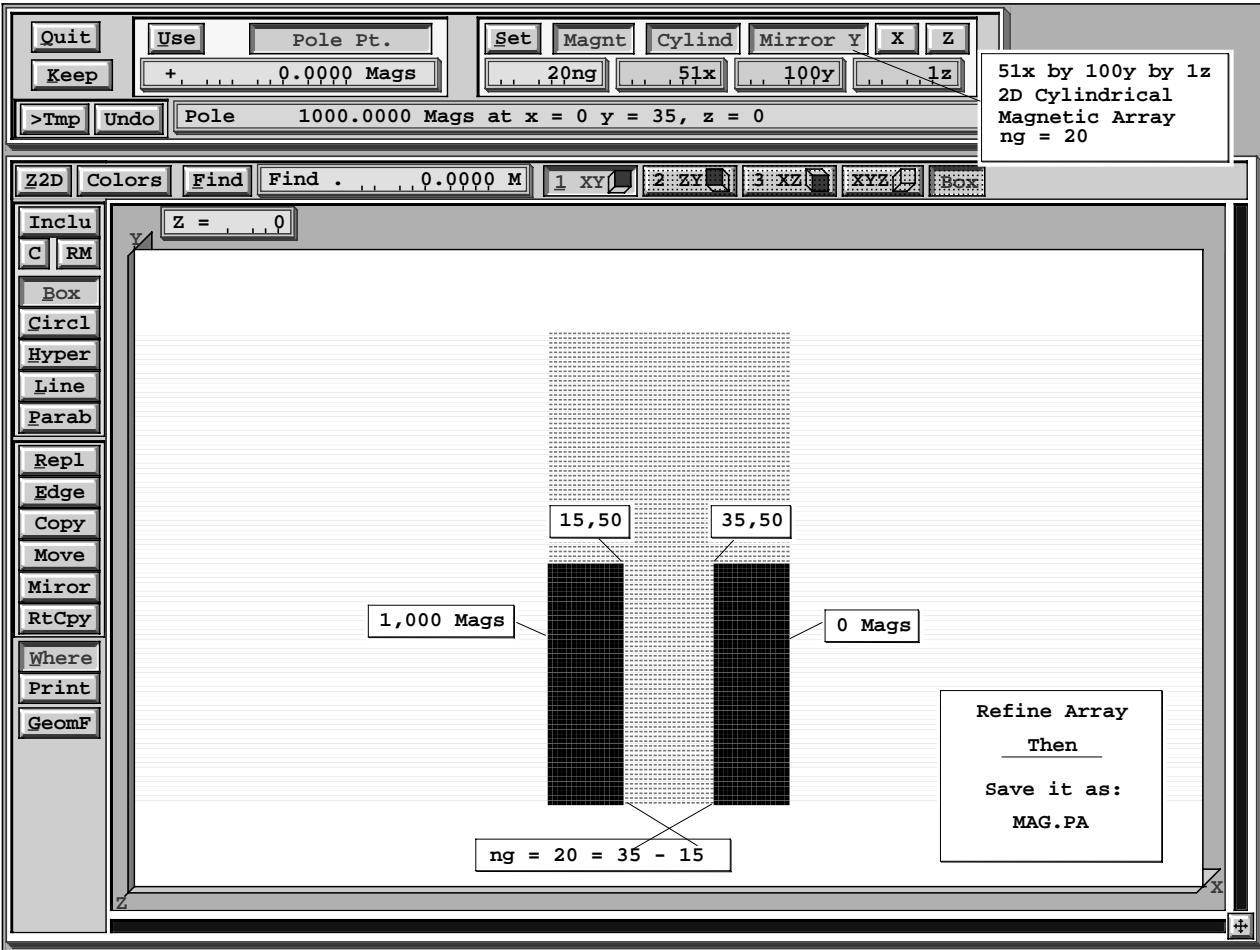 Quit
Use
Pole Pt.
Set
Magnt
Cylind
Mirror Y
X
Z
Keep
+ 0.0000 Mags
20ng
51x
100y
1z
51x by 100y by 1z
2D Cylindrical
Magnetic Array
ng = 20
>Tmp
Undo
Pole 1000.0000 Mags at x = 0 y = 35, z = 0
Z2D
Colors
Find
Find . 0.0000 M
1 XY
2 ZY
3 XZ
XYZ
Box
Inclu
Z = 0
Y
C
RM
Box
Circl
Hyper
Line
Parab
Repl
Edge
Copy
Move
Miror
RtCpy
Where
Print
GeomF
15,50
35,50
1,000 Mags
0 Mags
Refine Array
Then
Save it as:
MAG.PA
ng = 20 = 35 - 15
Z
X